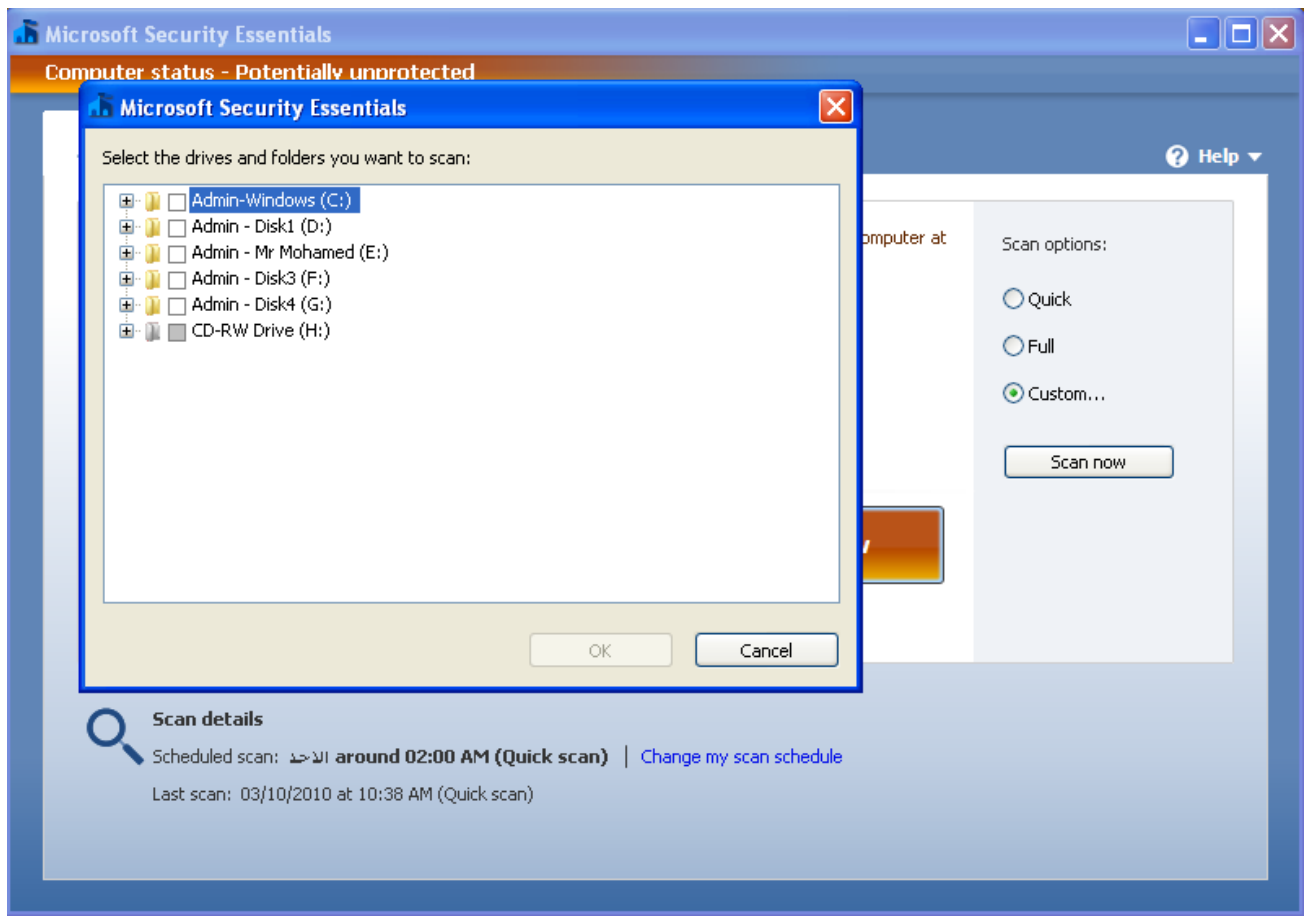 Microsoft Security Essentials
Computer status - Potentially unprotected
Microsoft Security Essentials
Select the drives and folders you want to scan:
Admin-Windows (C:)
Admin - Disk1 (D:)
Admin - Mr Mohamed (E:)
Admin - Disk3 (F:)
Admin - Disk4 (G:)
CD-RW Drive (H:)
OK
Cancel
Help
computer at
Scan options:
Quick
Full
Custom...
Scan now
Scan details
Scheduled scan: الاحد around 02:00 AM (Quick scan) | Change my scan schedule
Last scan: 03/10/2010 at 10:38 AM (Quick scan)